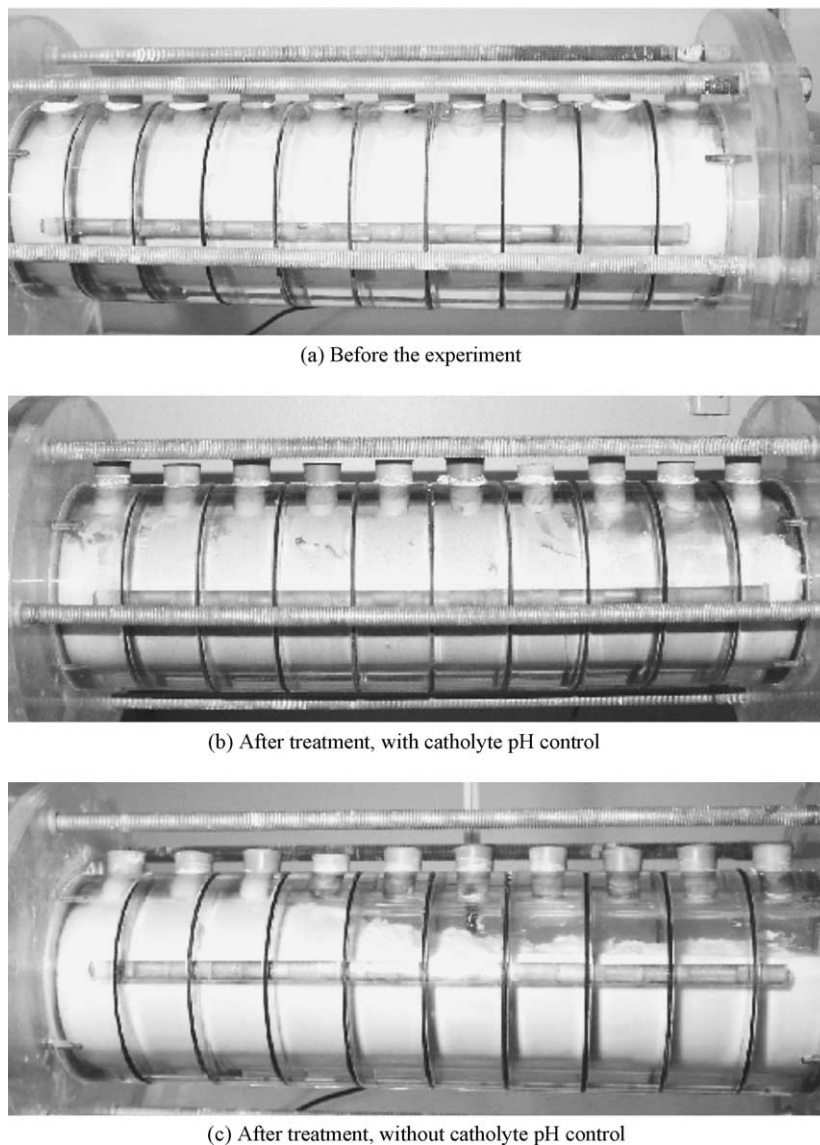 (a) Before the experiment
(b) After treatment, with catholyte pH control
(c) After treatment, without catholyte pH control